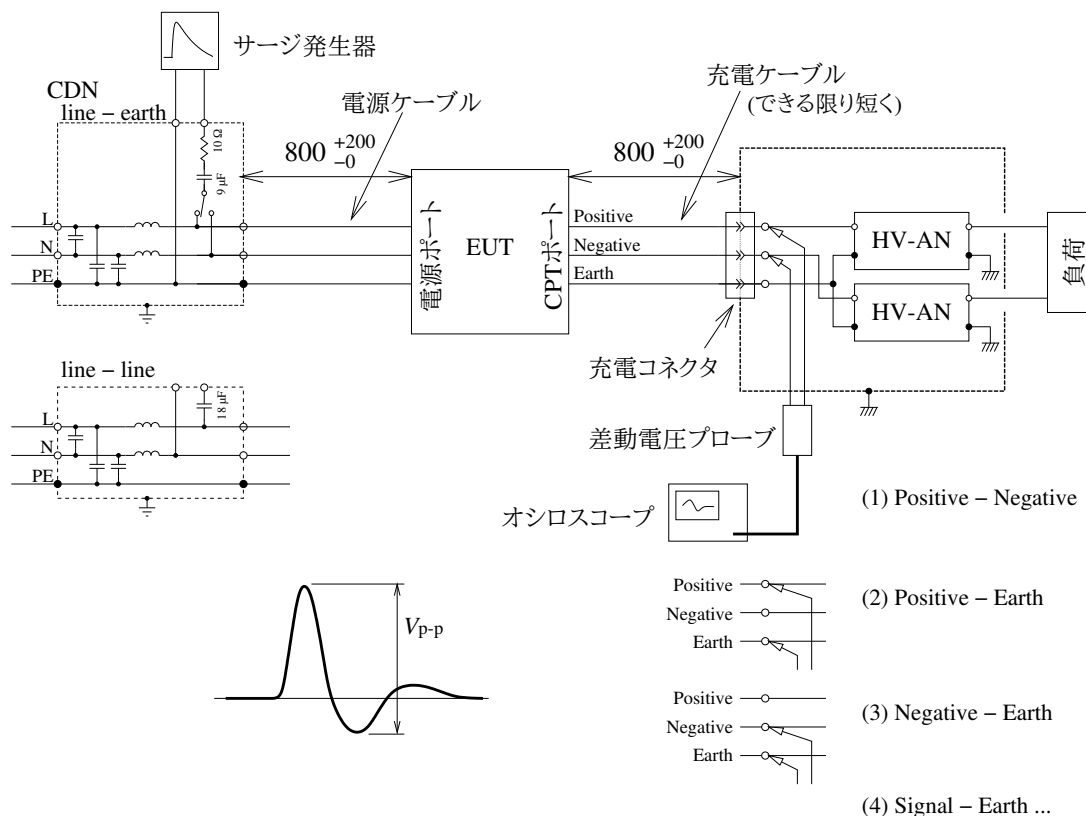 サージ発生器
CDN
line – earth
10 Ω
9 μF
電源ケーブル
充電ケーブル
(できる限り短く)
800 +200 –0
800 +200 –0
L
N
PE
電源ポート
EUT
CPTポート
Positive
Negative
Earth
HV-AN
HV-AN
負荷
充電コネクタ
line – line
18 μF
L
N
PE
差動電圧プローブ
オシロスコープ
(1) Positive – Negative
Vp-p
Positive
Negative
Earth
(2) Positive – Earth
Positive
Negative
Earth
(3) Negative – Earth
(4) Signal – Earth ...